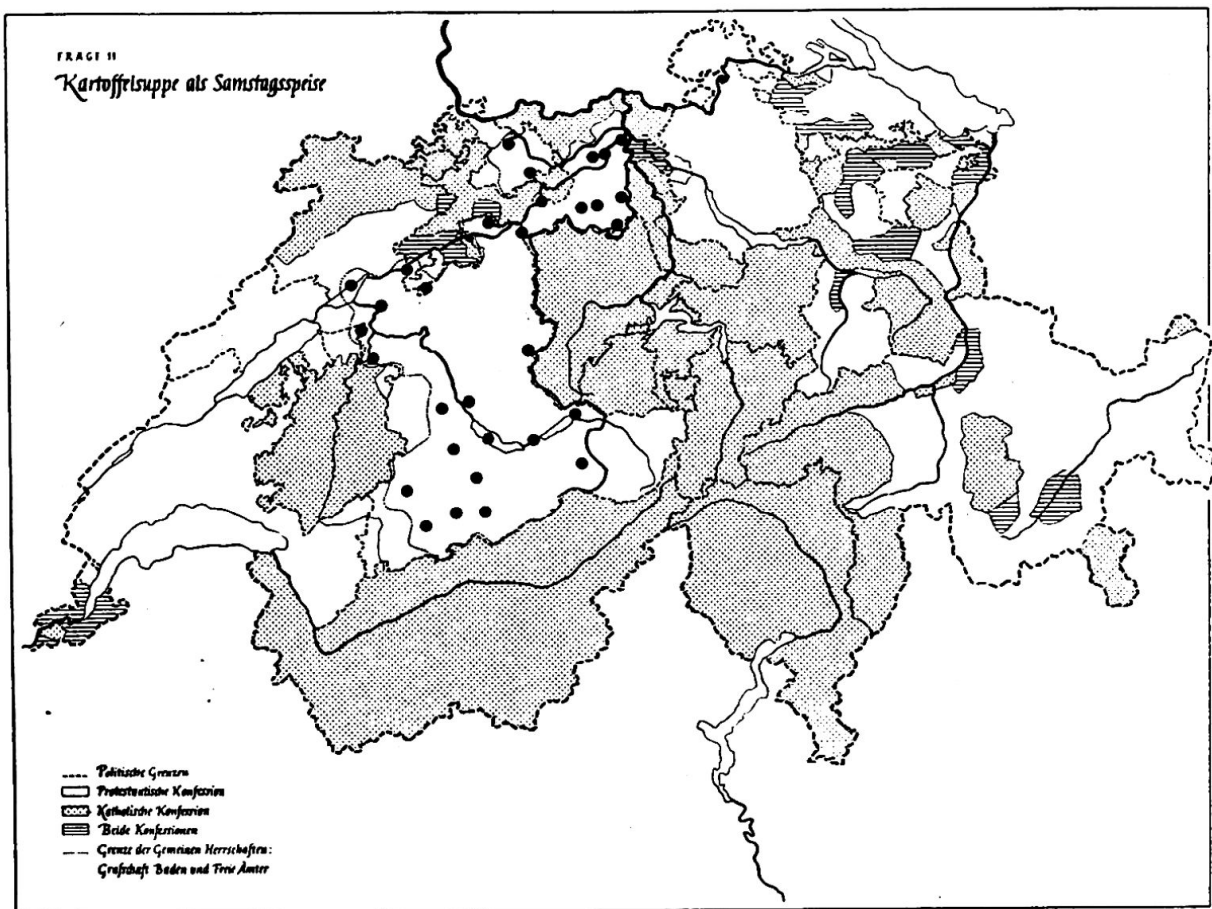 FRAGE 11
Kartoffelsuppe als Samstagsspeise
Politische Grenzen
Protestantische Konfession
Katholische Konfession
Beide Konfessionen
Grenze der Gemeinen Herrschaften:
Grafschaft Baden und Freie Ämter